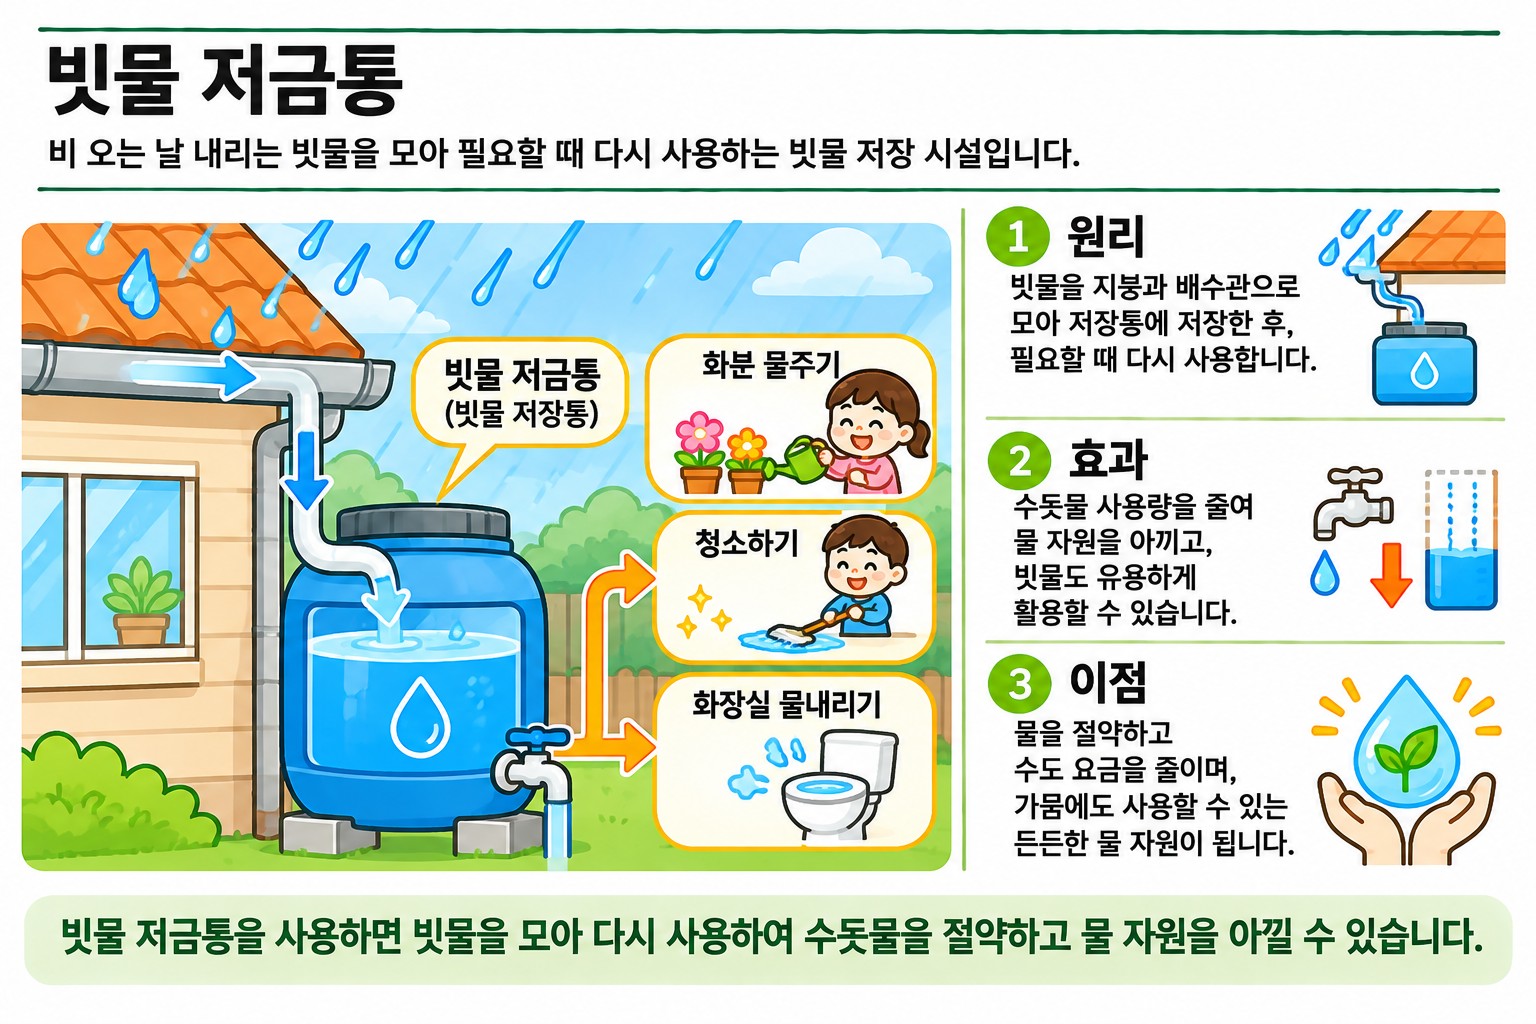 빗물 저금통
비 오는 날 내리는 빗물을 모아 필요할 때 다시 사용하는 빗물 저장 시설입니다.
빗물 저금통
(빗물 저장통)
화분 물주기
청소하기
화장실 물내리기
1 원리
빗물을 지붕과 배수관으로
모아 저장통에 저장한 후,
필요할 때 다시 사용합니다.
2 효과
수돗물 사용량을 줄여
물 자원을 아끼고,
빗물도 유용하게
활용할 수 있습니다.
3 이점
물을 절약하고
수도 요금을 줄이며,
가뭄에도 사용할 수 있는
든든한 물 자원이 됩니다.
빗물 저금통을 사용하면 빗물을 모아 다시 사용하여 수돗물을 절약하고 물 자원을 아낄 수 있습니다.